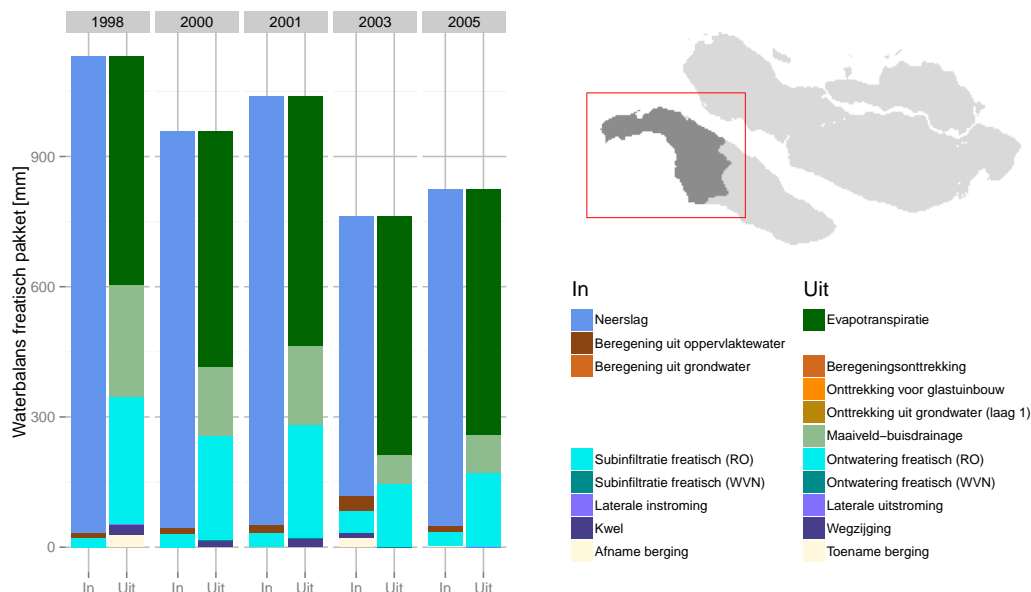 1998 2000 2001 2003 2005
Waterbalans freatisch pakket [mm]
900
600
300
0
In Uit In Uit In Uit In Uit In Uit
In Uit
Neerslag Evapotranspiratie
Beregening uit oppervlaktewater
Beregening uit grondwater Beregeningsonttrekking
Onttrekking voor glastuinbouw
Onttrekking uit grondwater (laag 1)
Maaiveld−buisdrainage
Subinfiltratie freatisch (RO) Ontwatering freatisch (RO)
Subinfiltratie freatisch (WVN) Ontwatering freatisch (WVN)
Laterale instroming Laterale uitstroming
Kwel Wegzijging
Afname berging Toename berging